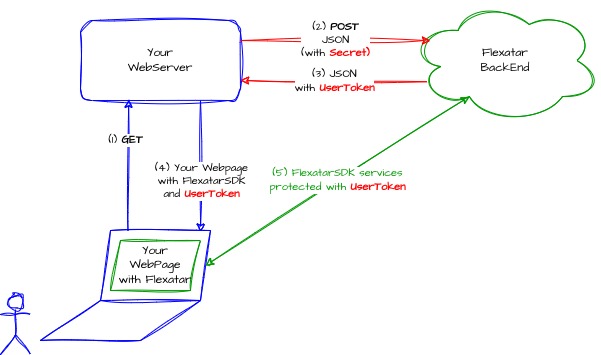 (2) POST
JSON
(with Secret)
Your
WebServer
Flexatar
BackEnd
(3) JSON
with UserToken
(1) GET
(4) Your Webpage
with FlexatarSDK
and UserToken
(5) FlexatarSDK services
protected with UserToken
Your
WebPage
with Flexatar